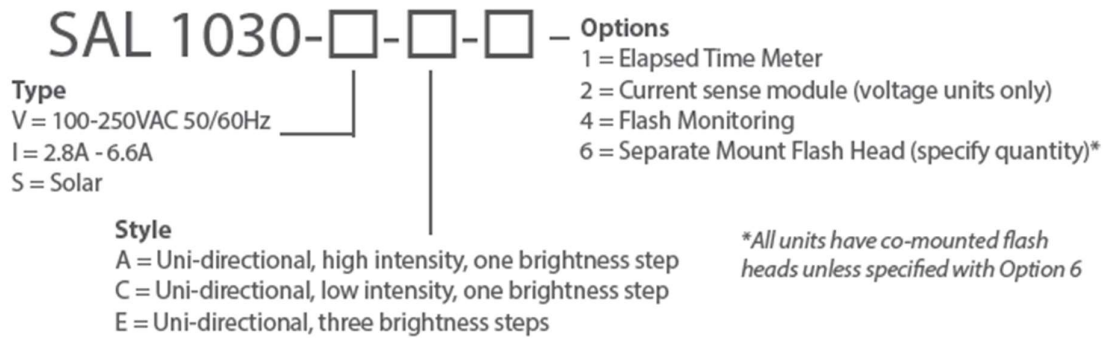 SAL 1030-□-□-□ –
Options
1 = Elapsed Time Meter
2 = Current sense module (voltage units only)
4 = Flash Monitoring
6 = Separate Mount Flash Head (specify quantity)*
Type
V = 100-250VAC 50/60Hz
I = 2.8A - 6.6A
S = Solar
Style
A = Uni-directional, high intensity, one brightness step
C = Uni-directional, low intensity, one brightness step
E = Uni-directional, three brightness steps
*All units have co-mounted flash
heads unless specified with Option 6